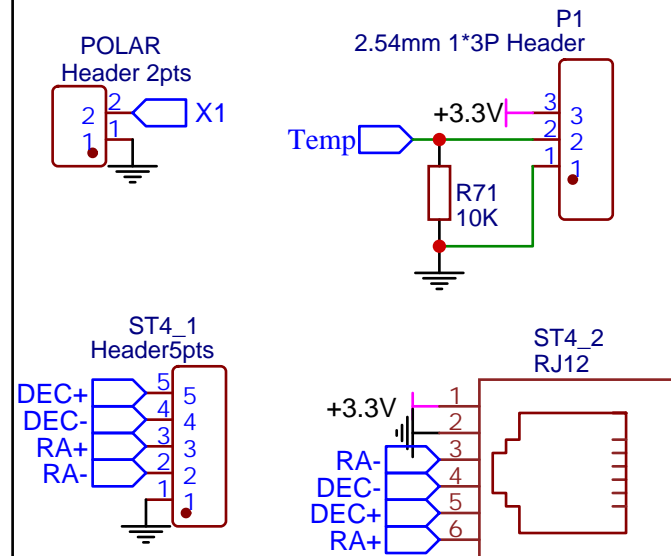 POLAR
Header 2pts
2 2 X1
1 1
P1
2.54mm 1*3P Header
+3.3V 3 3
Temp 2 2
1 1
R71
10K
ST4_1
Header5pts
DEC+ 5 5
DEC- 4 4
RA+ 3 3
RA- 2 2
1 1
ST4_2
RJ12
+3.3V 1
2
RA- 3
DEC- 4
DEC+ 5
RA+ 6